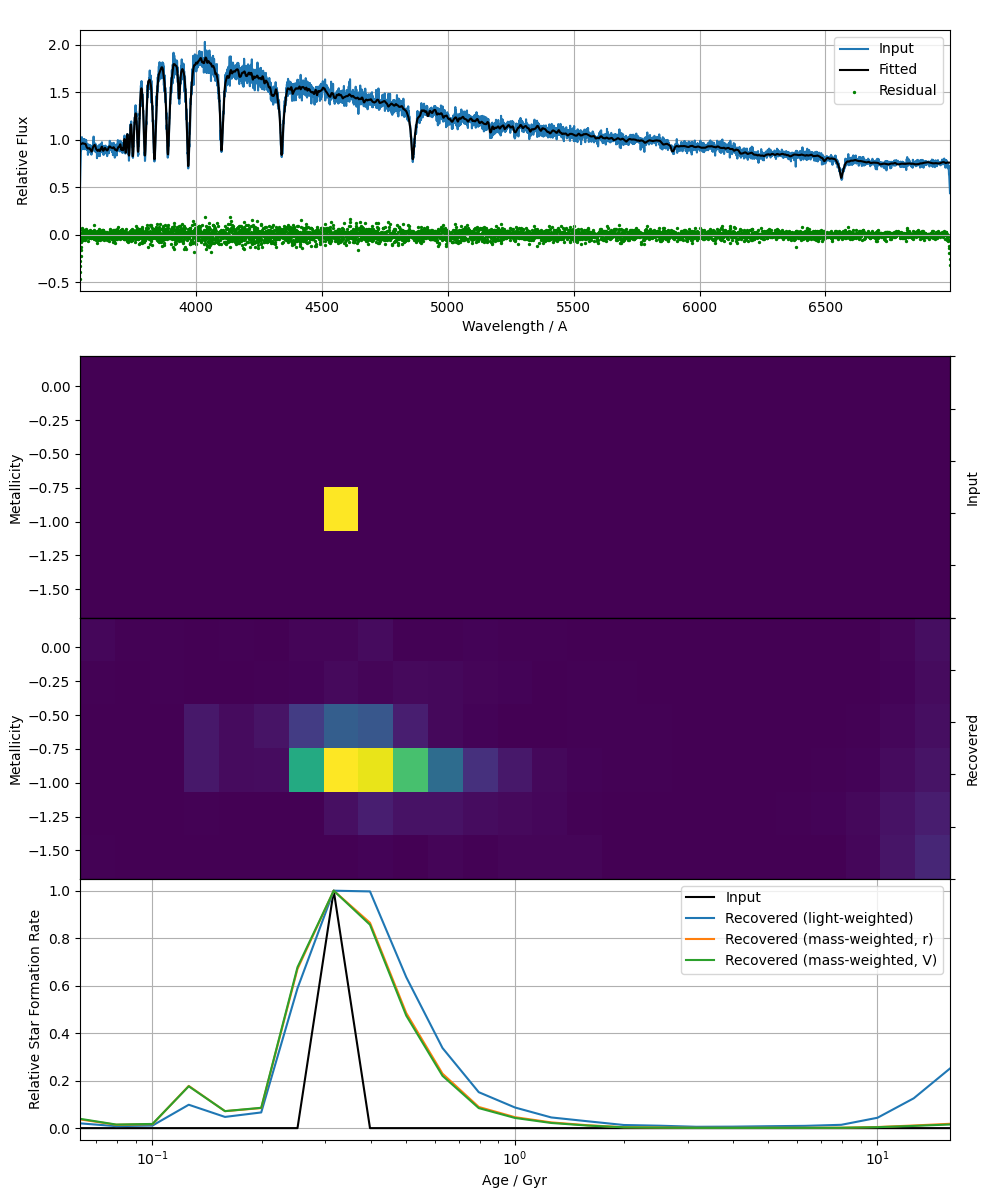 2.0
1.5
1.0
0.5
0.0
−0.5
Relative Flux
Input
Fitted
Residual
4000
4500
5000
5500
6000
6500
Wavelength / A
0.00
−0.25
−0.50
−0.75
−1.00
−1.25
−1.50
Metallicity
Input
0.00
−0.25
−0.50
−0.75
−1.00
−1.25
−1.50
Metallicity
Recovered
1.0
0.8
0.6
0.4
0.2
0.0
Relative Star Formation Rate
Input
Recovered (light-weighted)
Recovered (mass-weighted, r)
Recovered (mass-weighted, V)
10⁻¹
10⁰
10¹
Age / Gyr